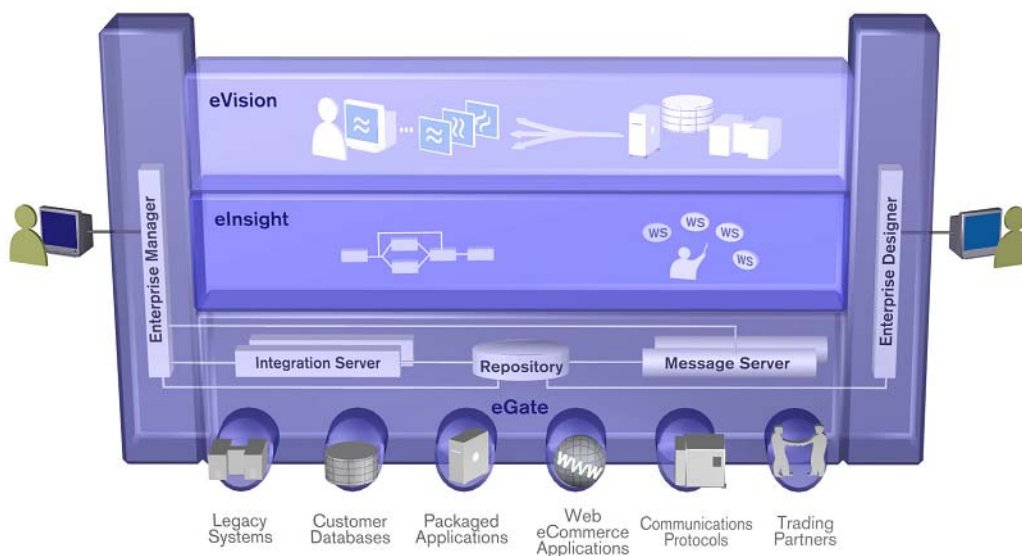 eVision
eInsight
WS
WS
WS
WS
Enterprise Manager
Enterprise Designer
Integration Server
Repository
Message Server
eGate
WWW
Legacy
Systems
Customer
Databases
Packaged
Applications
Web
eCommerce
Applications
Communications
Protocols
Trading
Partners